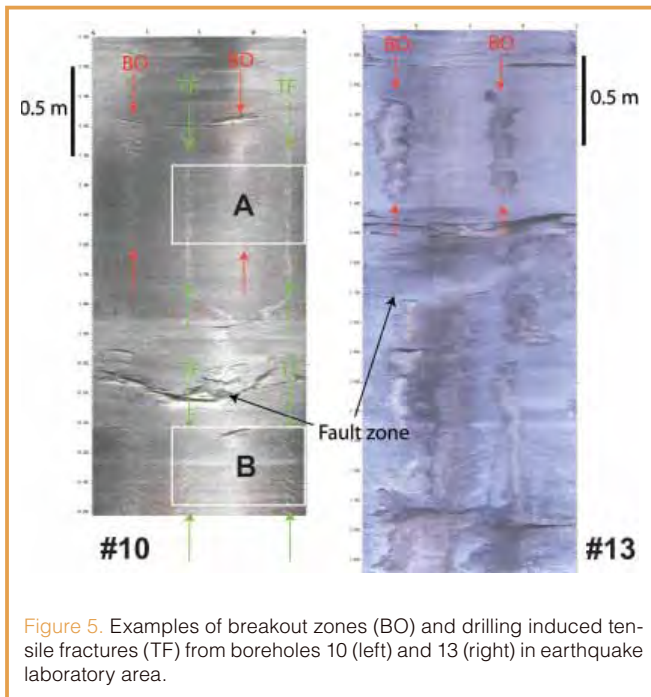 BO
TF
BO
TF
0.5 m
A
TF
TF
B
#10
BO
BO
0.5 m
Fault zone
#13
Figure 5. Examples of breakout zones (BO) and drilling induced ten-
sile fractures (TF) from boreholes 10 (left) and 13 (right) in earthquake
laboratory area.